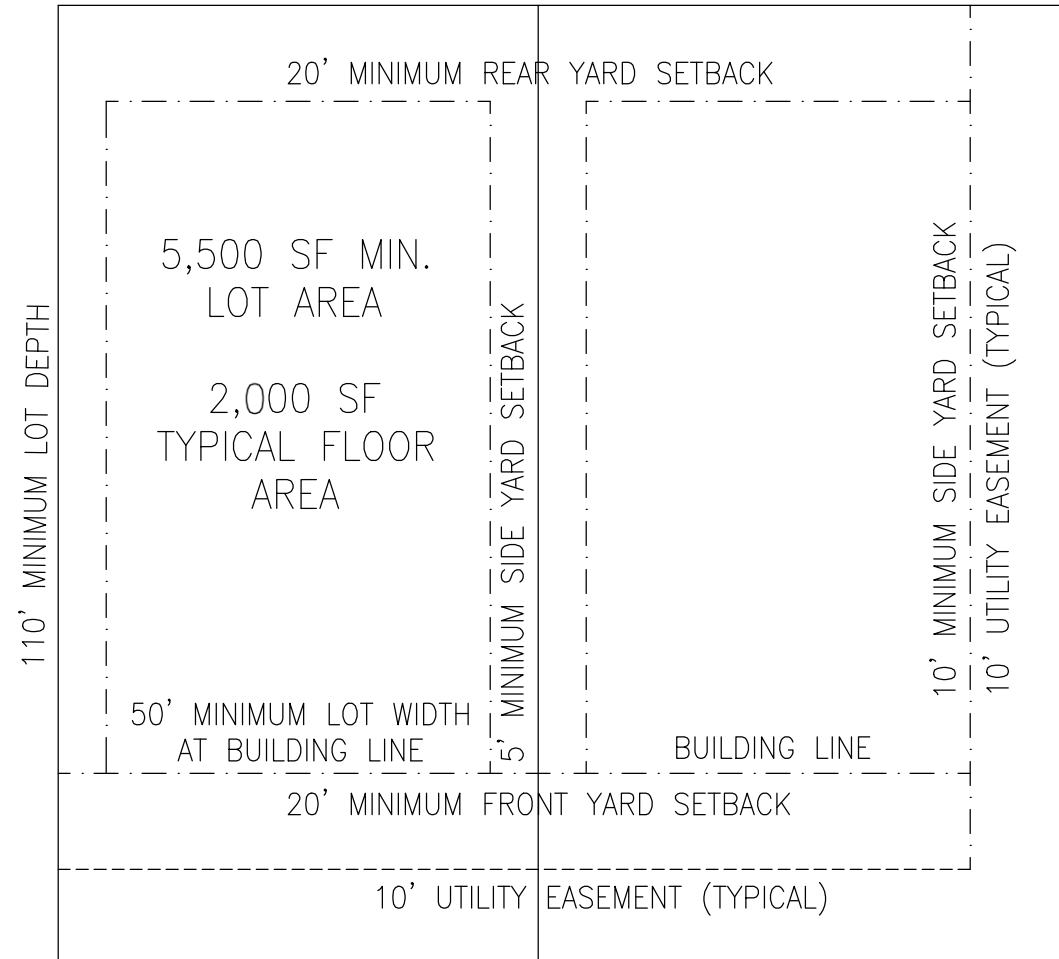 20' MINIMUM REAR YARD SETBACK
5,500 SF MIN.
LOT AREA
2,000 SF
TYPICAL FLOOR
AREA
110' MINIMUM LOT DEPTH
5' MINIMUM SIDE YARD SETBACK
10' MINIMUM SIDE YARD SETBACK
10' UTILITY EASEMENT (TYPICAL)
50' MINIMUM LOT WIDTH
AT BUILDING LINE
BUILDING LINE
20' MINIMUM FRONT YARD SETBACK
10' UTILITY EASEMENT (TYPICAL)